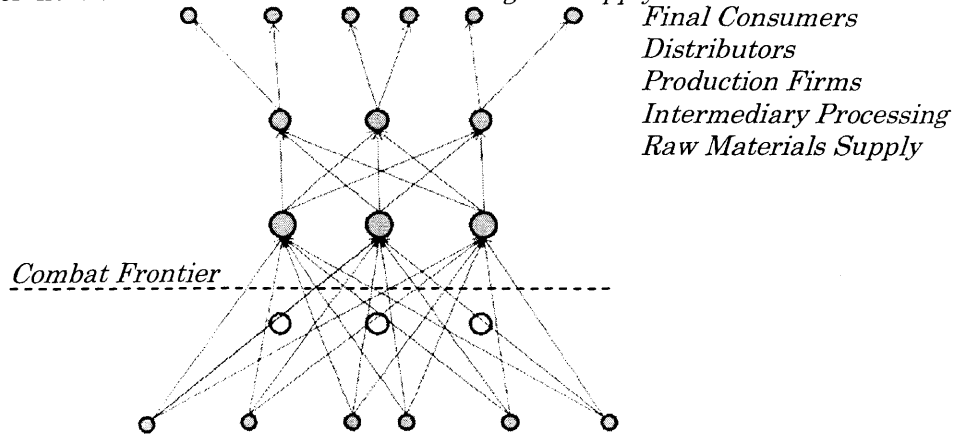 Final Consumers
Distributors
Production Firms
Intermediary Processing
Raw Materials Supply
Combat Frontier